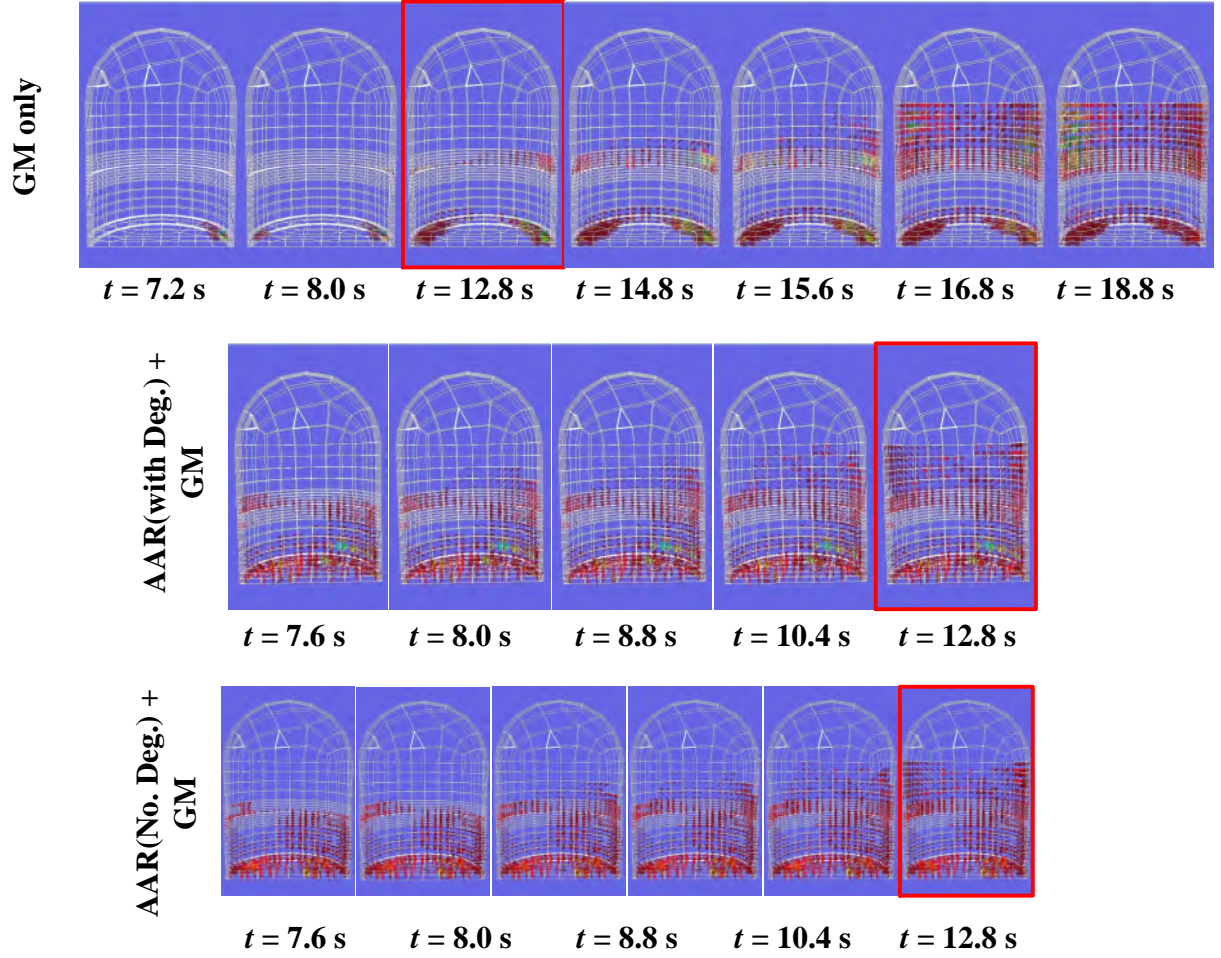 GM only
t = 7.2 s
t = 8.0 s
t = 12.8 s
t = 14.8 s
t = 15.6 s
t = 16.8 s
t = 18.8 s
AAR(with Deg.) +
GM
t = 7.6 s
t = 8.0 s
t = 8.8 s
t = 10.4 s
t = 12.8 s
AAR(No. Deg.) +
GM
t = 7.6 s
t = 8.0 s
t = 8.8 s
t = 10.4 s
t = 12.8 s